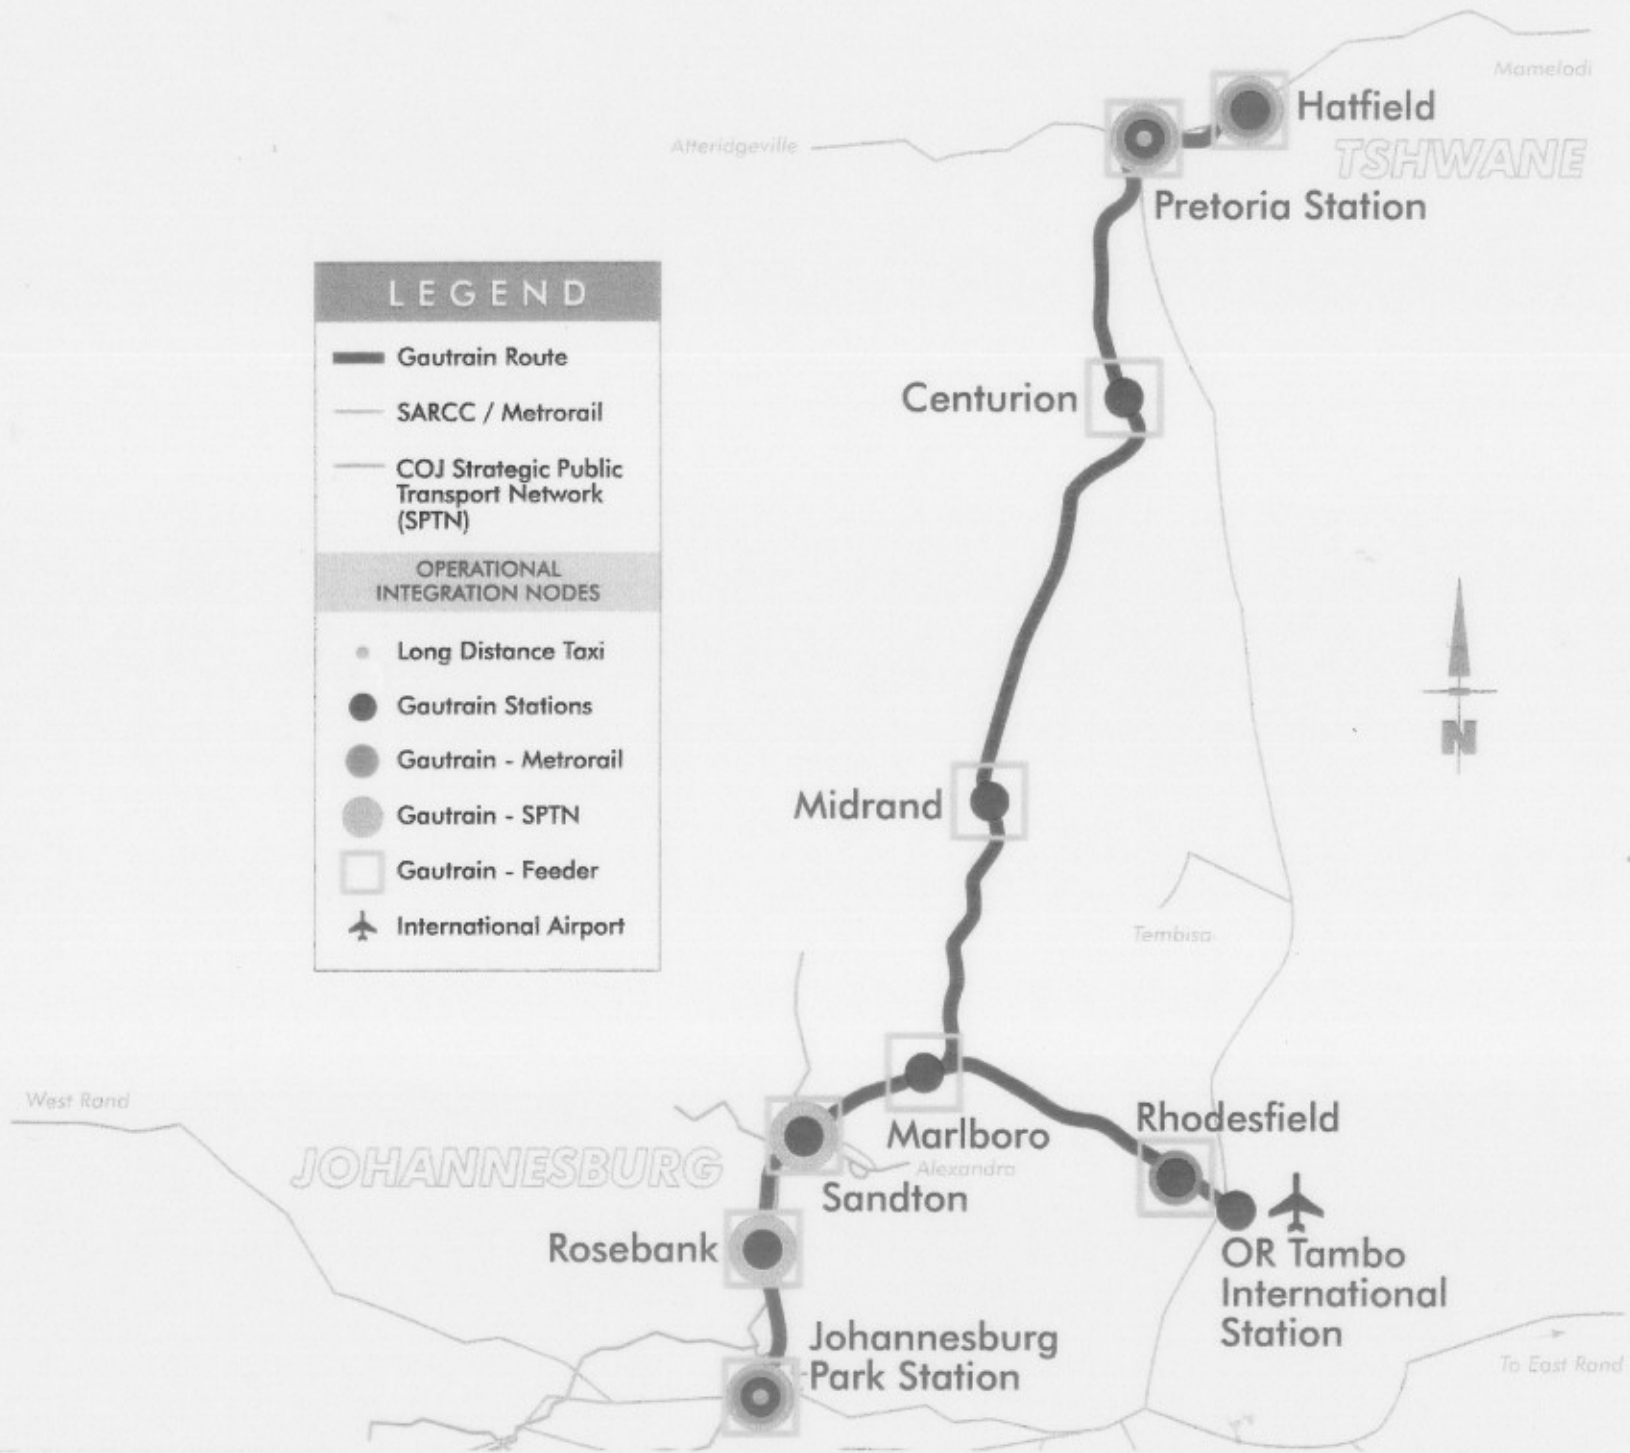 Mamelodi
Hatfield
Atteridgeville
TSHWANE
Pretoria Station
LEGEND
Gautrain Route
SARCC / Metrorail
COJ Strategic Public
Transport Network
(SPTN)
OPERATIONAL
INTEGRATION NODES
Long Distance Taxi
Gautrain Stations
Gautrain - Metrorail
Gautrain - SPTN
Gautrain - Feeder
International Airport
Centurion
N
Midrand
Tembisa
West Rand
Rhodesfield
Marlboro
JOHANNESBURG
Alexandra
Sandton
Rosebank
OR Tambo
International
Station
Johannesburg
Park Station
To East Rand